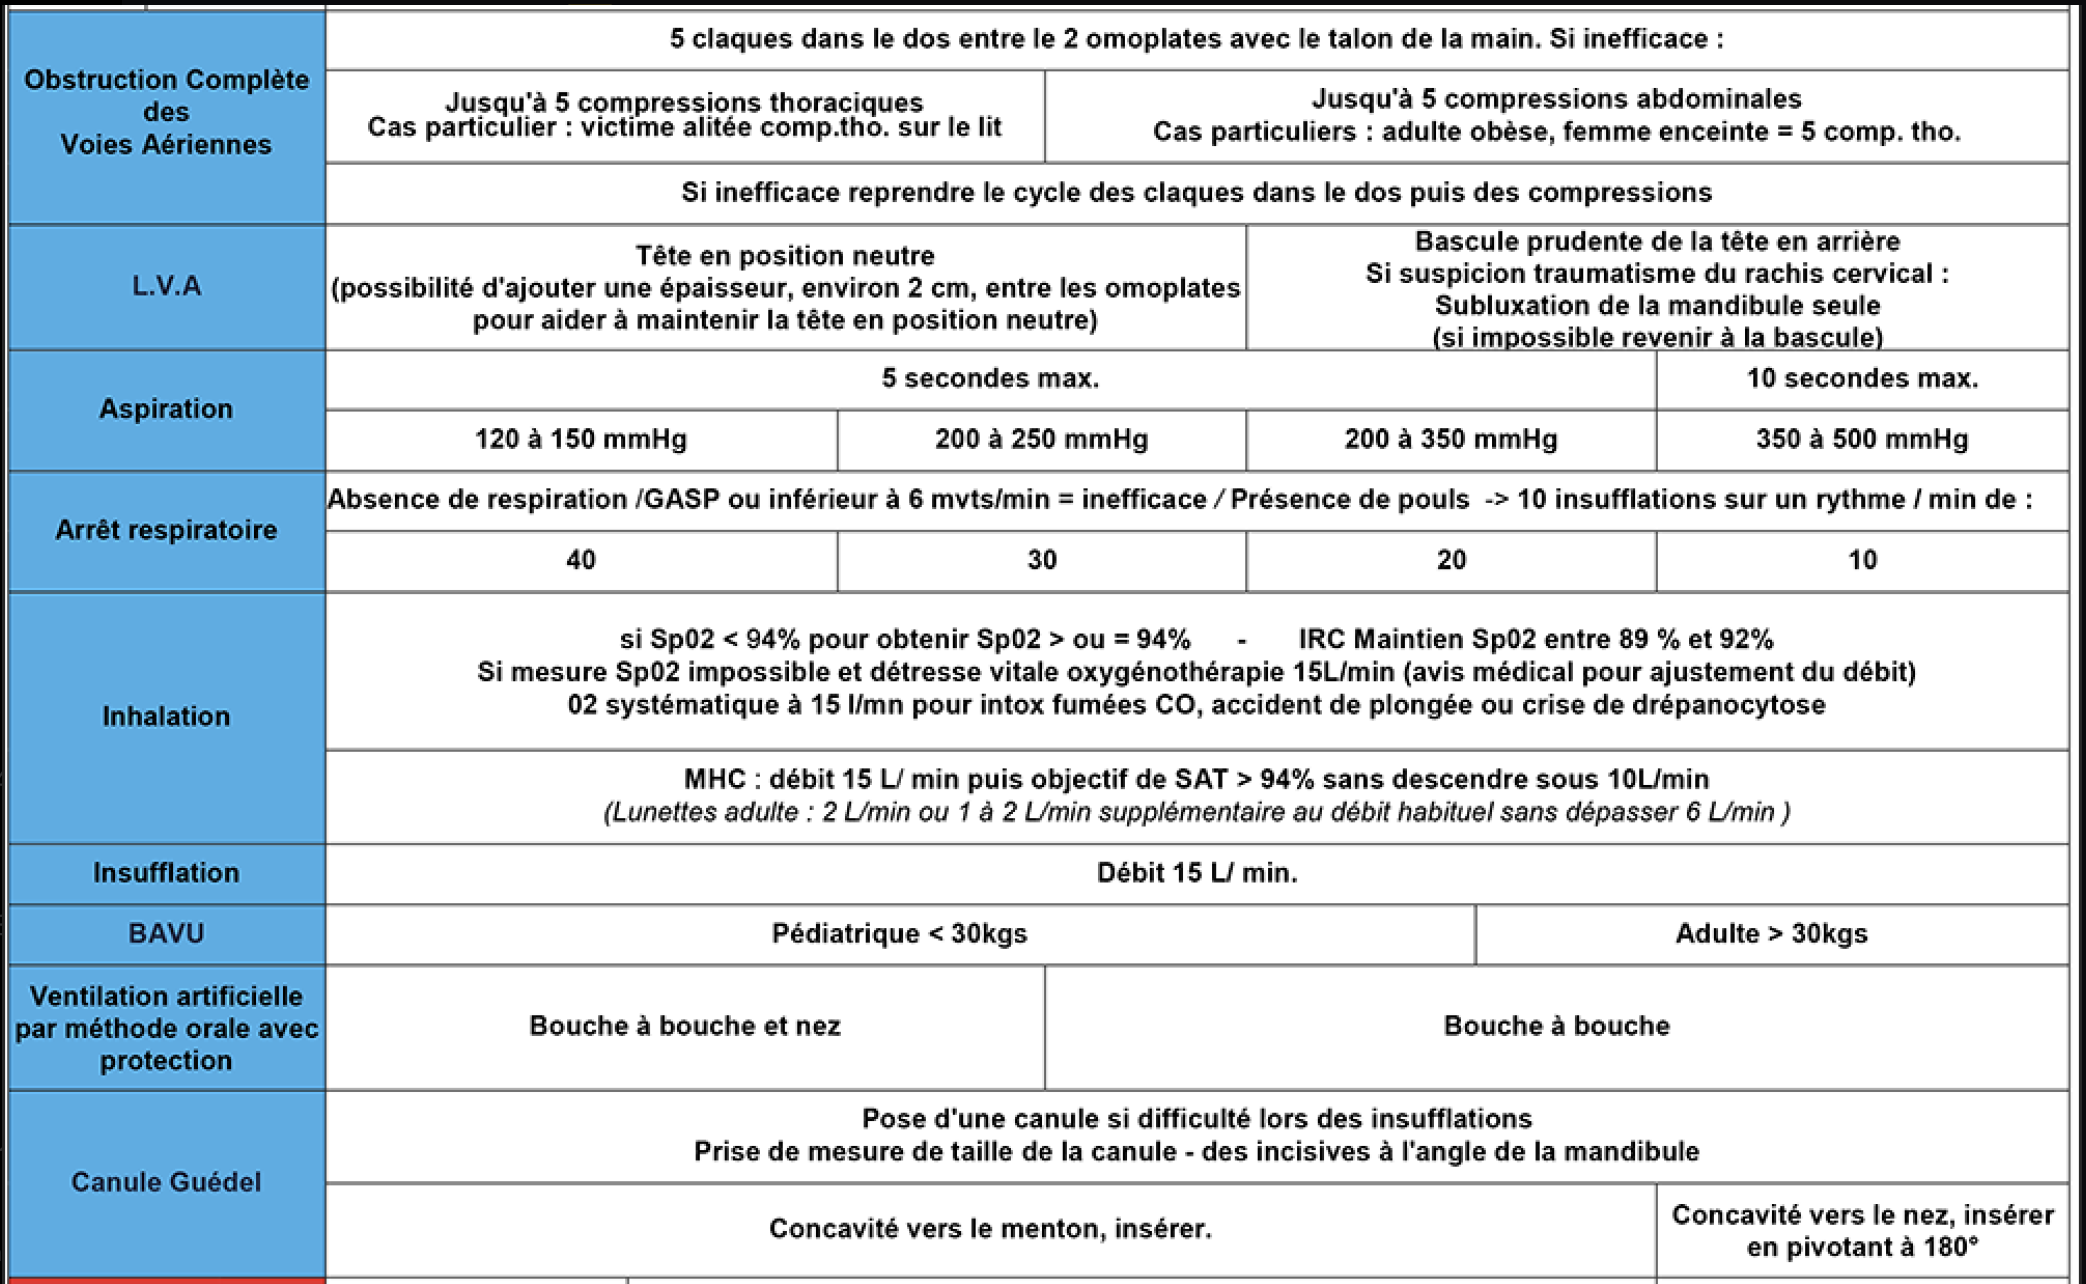 Obstruction Complète
des
Voies Aériennes
5 claques dans le dos entre le 2 omoplates avec le talon de la main. Si inefficace :
Jusqu'à 5 compressions thoraciques
Cas particulier : victime alitée comp.tho. sur le lit
Jusqu'à 5 compressions abdominales
Cas particuliers : adulte obèse, femme enceinte = 5 comp. tho.
Si inefficace reprendre le cycle des claques dans le dos puis des compressions
L.V.A
Tête en position neutre
(possibilité d'ajouter une épaisseur, environ 2 cm, entre les omoplates
pour aider à maintenir la tête en position neutre)
Bascule prudente de la tête en arrière
Si suspicion traumatisme du rachis cervical :
Subluxation de la mandibule seule
(si impossible revenir à la bascule)
Aspiration
5 secondes max.
10 secondes max.
120 à 150 mmHg
200 à 250 mmHg
200 à 350 mmHg
350 à 500 mmHg
Arrêt respiratoire
Absence de respiration /GASP ou inférieur à 6 mvts/min = inefficace / Présence de pouls -> 10 insufflations sur un rythme / min de :
40
30
20
10
Inhalation
si Sp02 < 94% pour obtenir Sp02 > ou = 94% - IRC Maintien Sp02 entre 89 % et 92%
Si mesure Sp02 impossible et détresse vitale oxygénothérapie 15L/min (avis médical pour ajustement du débit)
02 systématique à 15 l/mn pour intox fumées CO, accident de plongée ou crise de drépanocytose
MHC : débit 15 L/ min puis objectif de SAT > 94% sans descendre sous 10L/min
(Lunettes adulte : 2 L/min ou 1 à 2 L/min supplémentaire au débit habituel sans dépasser 6 L/min )
Insufflation
Débit 15 L/ min.
BAVU
Pédiatrique < 30kgs
Adulte > 30kgs
Ventilation artificielle
par méthode orale avec
protection
Bouche à bouche et nez
Bouche à bouche
Canule Guédel
Pose d'une canule si difficulté lors des insufflations
Prise de mesure de taille de la canule - des incisives à l'angle de la mandibule
Concavité vers le menton, insérer.
Concavité vers le nez, insérer
en pivotant à 180°